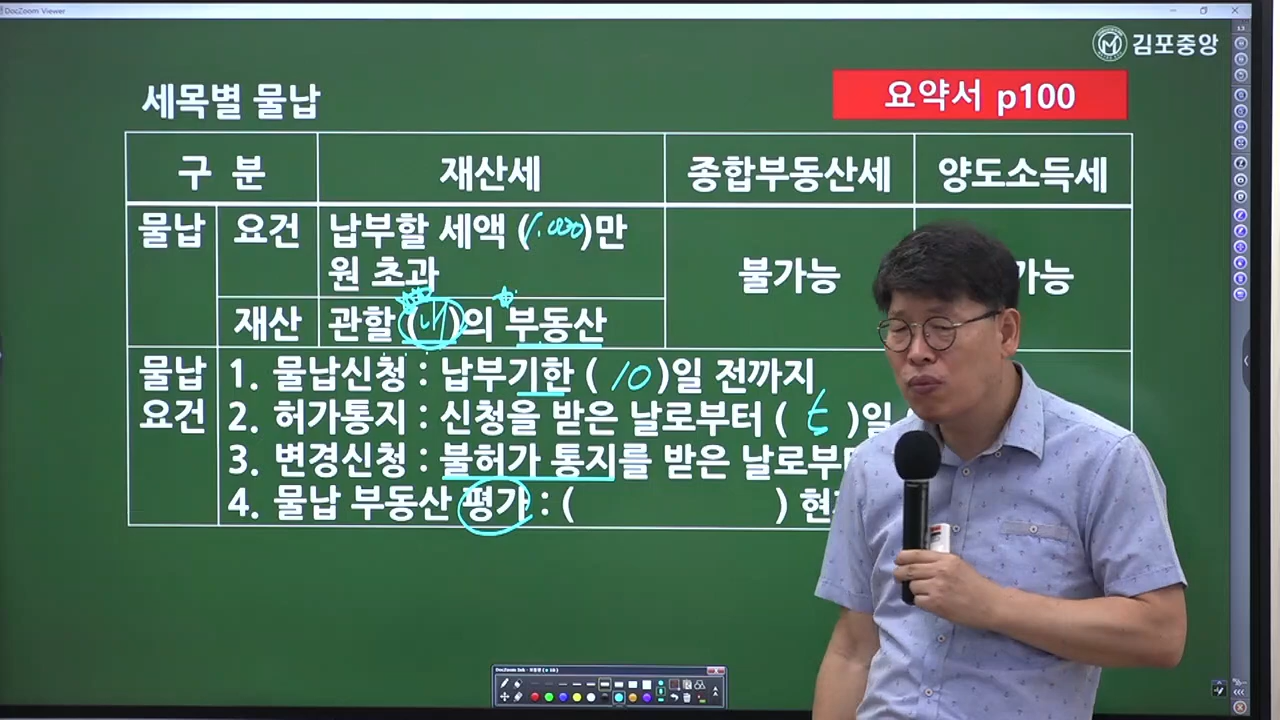 DocZoom Viewer
김포중앙
세목별 물납
요약서 p100
구 분 재산세 종합부동산세 양도소득세
물납 요건 납부할 세액 (1.000)만
원 초과
불가능 가능
재산 관할 (내)의 부동산
물납 1. 물납신청 : 납부기한 ( 10 )일 전까지
요건 2. 허가통지 : 신청을 받은 날로부터 ( 5 )일
3. 변경신청 : 불허가 통지를 받은 날로부터
4. 물납 부동산 평가 : ( ) 현